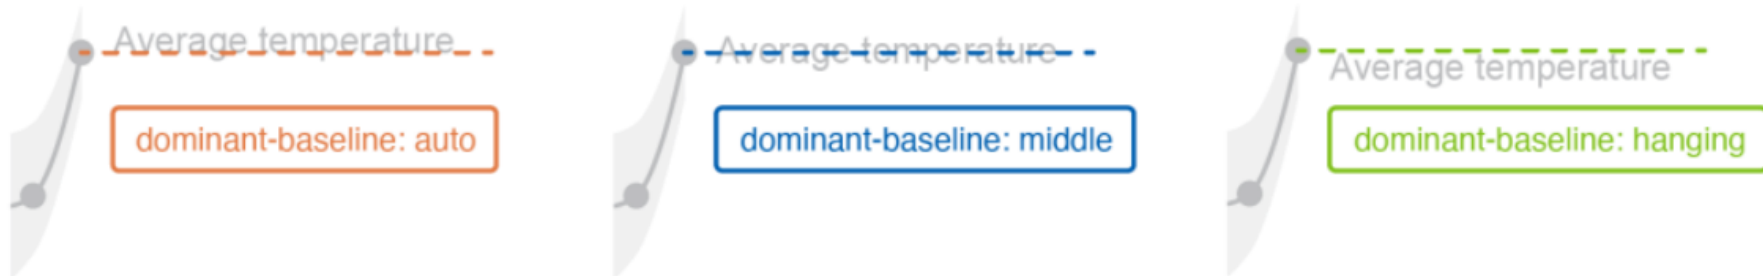 Average temperature
dominant-baseline: auto
Average temperature
dominant-baseline: middle
Average temperature
dominant-baseline: hanging